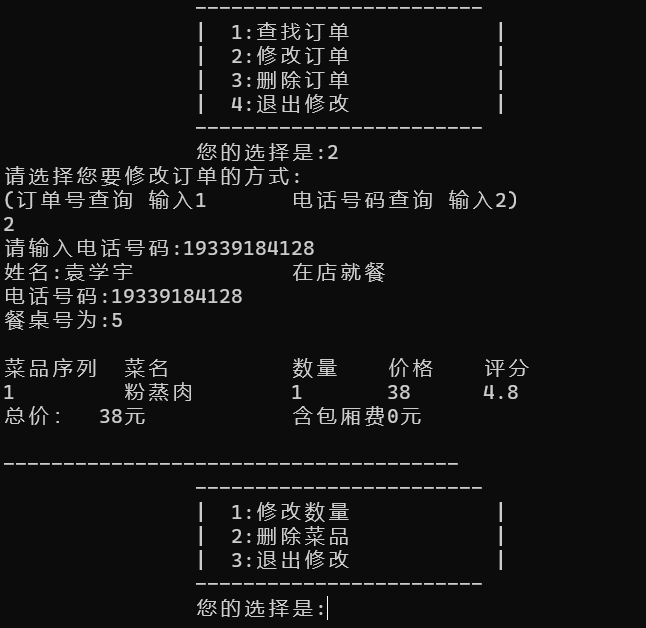 ------------------------
|  1:查找订单            |
|  2:修改订单            |
|  3:删除订单            |
|  4:退出修改            |
------------------------
您的选择是:2
请选择您要修改订单的方式:
(订单号查询 输入1       电话号码查询 输入2)
2
请输入电话号码:19339184128
姓名:袁学宇             在店就餐
电话号码:19339184128
餐桌号为:5
菜品序列  菜名          数量    价格    评分
1         粉蒸肉        1       38      4.8
总价:   38元            含包厢费0元
--------------------------------------
------------------------
|  1:修改数量            |
|  2:删除菜品            |
|  3:退出修改            |
------------------------
您的选择是: